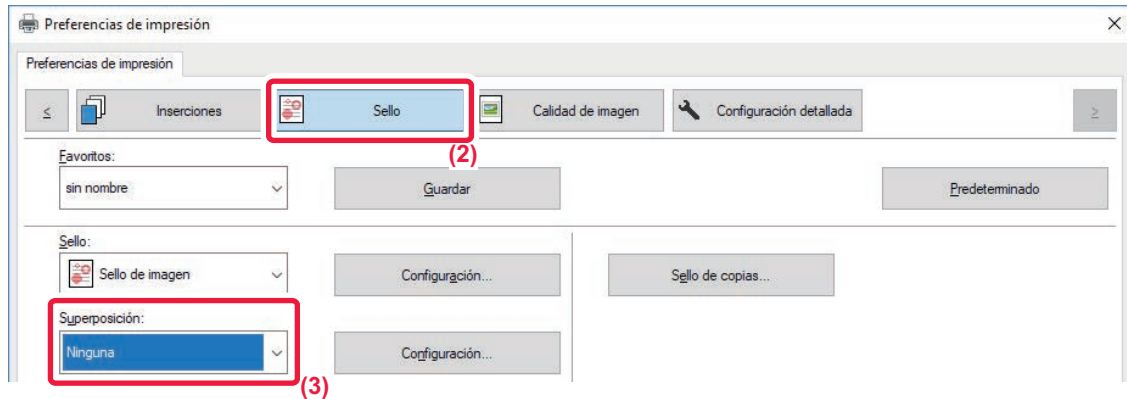 Preferencias de impresión
Preferencias de impresión
< Inserciones Sello Calidad de imagen Configuración detallada >
(2)
Favoritos:
sin nombre Guardar Predeterminado
Sello:
Sello de imagen Configuración... Sello de copias...
Superposición:
Ninguna Configuración...
(3)